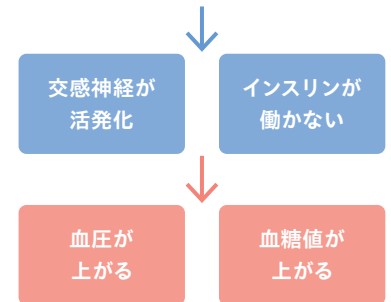 交感神経が
活発化
インスリンが
働かない
血圧が
上がる
血糖値が
上がる